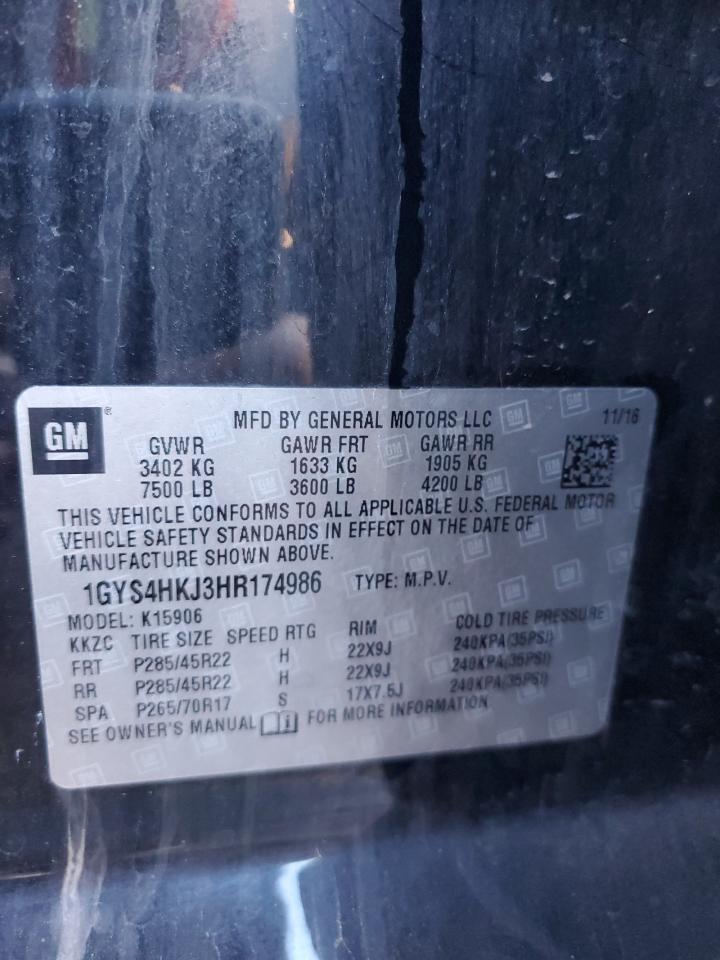 GM ®
MFD BY GENERAL MOTORS LLC 11/16
GVWR GAWR FRT GAWR RR
3402 KG 1633 KG 1905 KG
7500 LB 3600 LB 4200 LB
THIS VEHICLE CONFORMS TO ALL APPLICABLE U.S. FEDERAL MOTOR
VEHICLE SAFETY STANDARDS IN EFFECT ON THE DATE OF
MANUFACTURE SHOWN ABOVE.
1GYS4HKJ3HR174986 TYPE: M.P.V.
MODEL: K15906
KKZC TIRE SIZE SPEED RTG RIM COLD TIRE PRESSURE
FRT P285/45R22 H 22X9J 240KPA(35PSI)
RR P285/45R22 H 22X9J 240KPA(35PSI)
SPA P265/70R17 S 17X7.5J 240KPA(35PSI)
SEE OWNER'S MANUAL FOR MORE INFORMATION